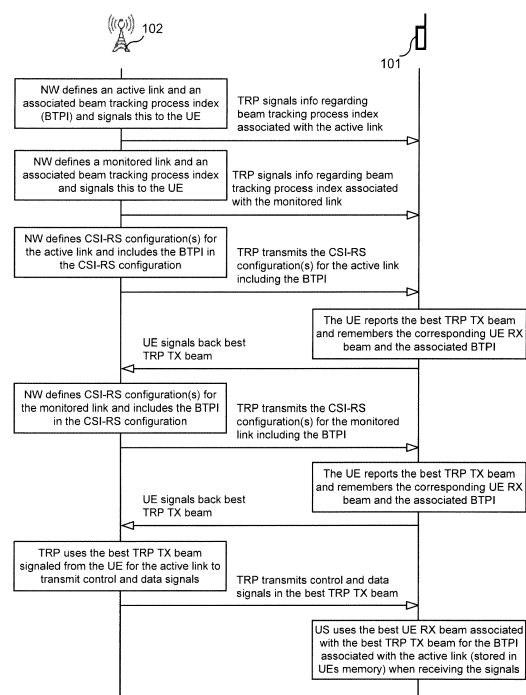 102
101
NW defines an active link and an
associated beam tracking process index
(BTPI) and signals this to the UE
TRP signals info regarding
beam tracking process index
associated with the active link
NW defines a monitored link and an
associated beam tracking process index
and signals this to the UE
TRP signals info regarding beam
tracking process index associated
with the monitored link
NW defines CSI-RS configuration(s) for
the active link and includes the BTPI in
the CSI-RS configuration
TRP transmits the CSI-RS
configuration(s) for the active link
including the BTPI
The UE reports the best TRP TX beam
and remembers the corresponding UE RX
beam and the associated BTPI
UE signals back best
TRP TX beam
NW defines CSI-RS configuration(s) for
the monitored link and includes the BTPI
in the CSI-RS configuration
TRP transmits the CSI-RS
configuration(s) for the monitored
link including the BTPI
The UE reports the best TRP TX beam
and remembers the corresponding UE RX
beam and the associated BTPI
UE signals back best
TRP TX beam
TRP uses the best TRP TX beam
signaled from the UE for the active link to
transmit control and data signals
TRP transmits control and data
signals in the best TRP TX beam
US uses the best UE RX beam associated
with the best TRP TX beam for the BTPI
associated with the active link (stored in
UEs memory) when receiving the signals